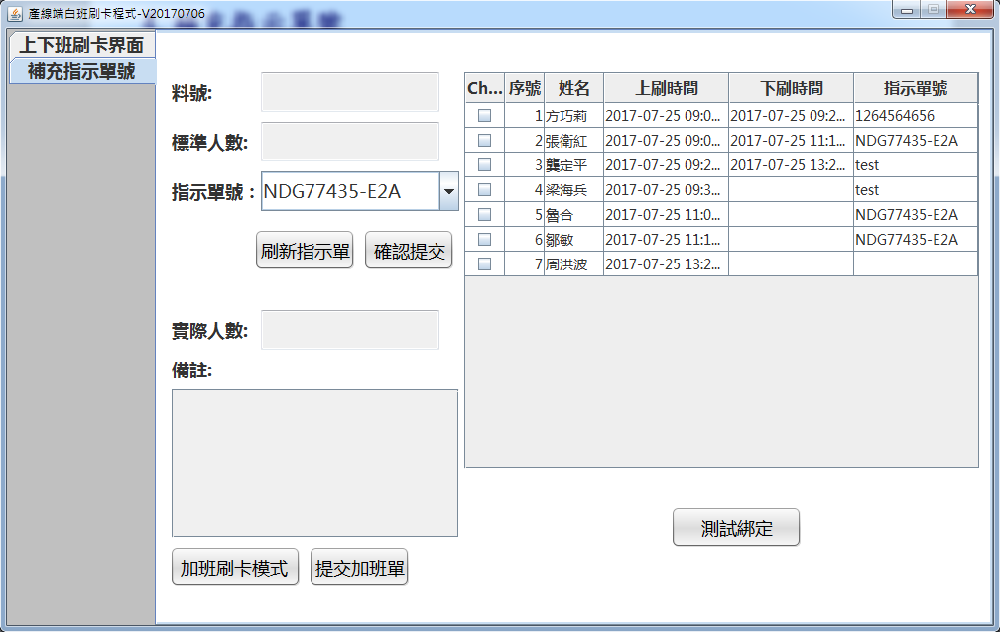 產線端白班刷卡程式-V20170706
上下班刷卡界面
補充指示單號
料號:
標準人數:
指示單號： NDG77435-E2A
刷新指示單 確認提交
實際人數:
備註:
加班刷卡模式 提交加班單
Ch... 序號 姓名 上刷時間 下刷時間 指示單號
1 方巧莉 2017-07-25 09:0... 2017-07-25 09:2... 1264564656
2 張衛紅 2017-07-25 09:0... 2017-07-25 11:1... NDG77435-E2A
3 龔定平 2017-07-25 09:2... 2017-07-25 13:2... test
4 梁海兵 2017-07-25 09:3... test
5 魯合 2017-07-25 11:0... NDG77435-E2A
6 鄒敏 2017-07-25 11:1... NDG77435-E2A
7 周洪波 2017-07-25 13:2...
測試綁定